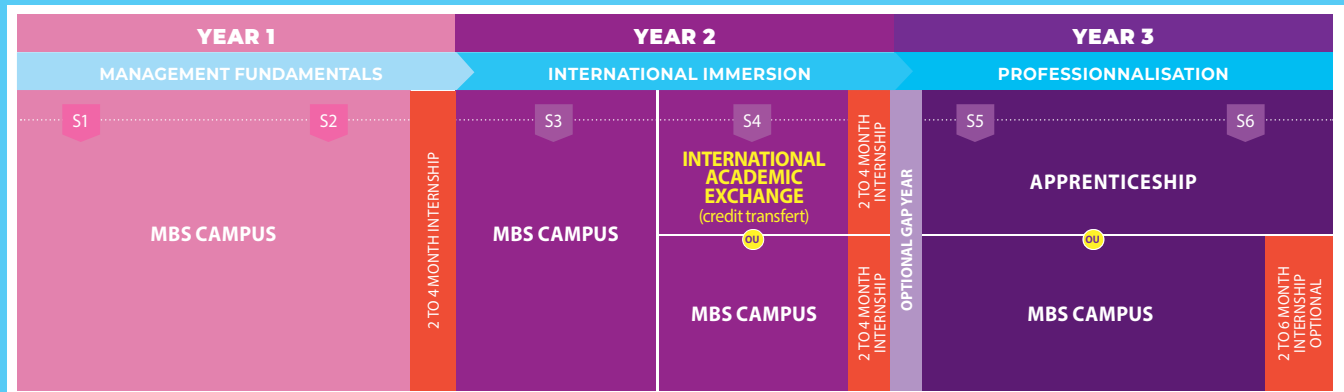 YEAR 1
YEAR 2
YEAR 3
MANAGEMENT FUNDAMENTALS
INTERNATIONAL IMMERSION
PROFESSIONNALISATION
S1
S2
S3
S4
S5
S6
MBS CAMPUS
2 TO 4 MONTH INTERNSHIP
MBS CAMPUS
INTERNATIONAL
ACADEMIC
EXCHANGE
(credit transfert)
OU
MBS CAMPUS
2 TO 4 MONTH
INTERNSHIP
2 TO 4 MONTH
INTERNSHIP
OPTIONAL GAP YEAR
APPRENTICESHIP
OU
MBS CAMPUS
2 TO 6 MONTH
INTERNSHIP
OPTIONAL